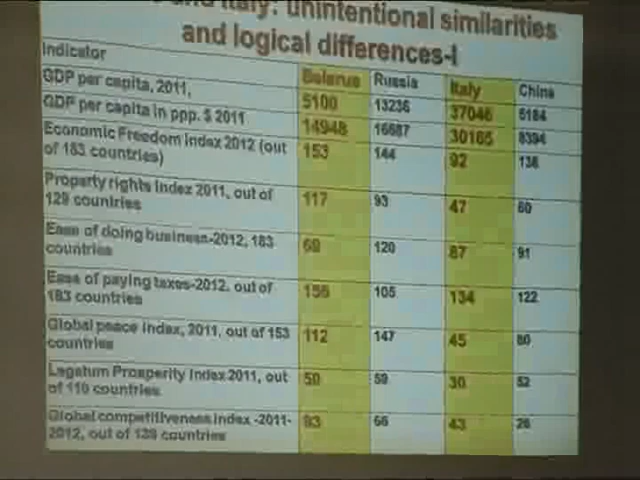 and Italy: unintentional similarities
and logical differences-I
Indicator Belarus Russia Italy China
GDP per capita, 2011, 5100 13236 37046 5184
GDP per capita in ppp. $ 2011 14948 16687 30165 8394
Economic Freedom Index 2012 (out
of 183 countries) 153 144 92 138
Property rights Index 2011, out of
129 countries 117 93 47 60
Ease of doing business-2012, 183
countries 69 120 87 91
Ease of paying taxes-2012, out of
183 countries 156 105 134 122
Global peace Index, 2011, out of 153
countries 112 147 45 80
Legatum Prosperity Index 2011, out
of 110 countries 50 59 30 52
Global competitiveness Index -2011-
2012, out of 139 countries 93 66 43 26